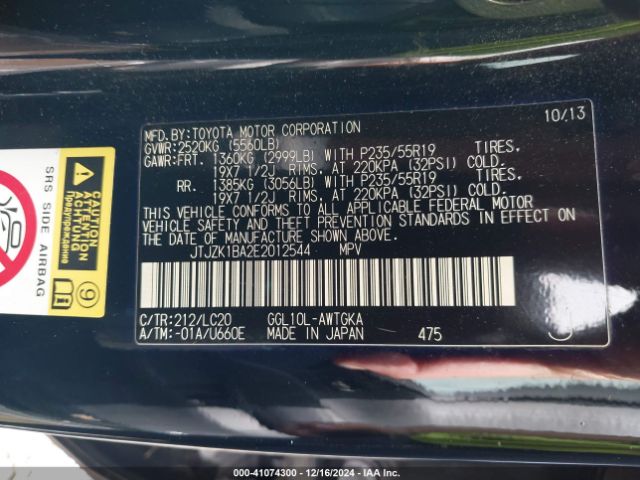 MFD.BY:TOYOTA MOTOR CORPORATION 10/13
GVWR:2520KG (5560LB)
GAWR:FRT. 1360KG (2999LB) WITH P235/55R19 TIRES,
19X7 1/2J RIMS, AT 220KPA (32PSI) COLD.
RR. 1385KG (3056LB) WITH P235/55R19 TIRES,
19X7 1/2J RIMS, AT 220KPA (32PSI) COLD.
THIS VEHICLE CONFORMS TO ALL APPLICABLE FEDERAL MOTOR
VEHICLE SAFETY AND THEFT PREVENTION STANDARDS IN EFFECT ON
THE DATE OF MANUFACTURE SHOWN ABOVE.
JTJZK1BA2E2012544 MPV
C/TR:212/LC20 GGL10L-AWTGKA
A/TM:-01A/U660E MADE IN JAPAN 475
SRS SIDE AIRBAG
Предупреждение
CAUTION
ACHTUNG
9
000-41074300 - 12/16/2024 - IAA Inc.